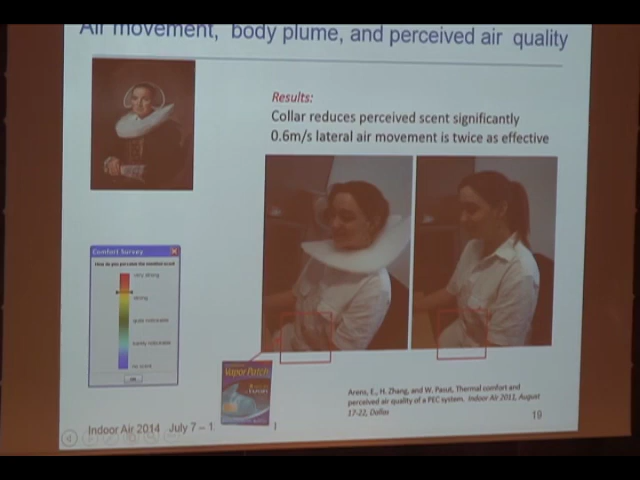 Air movement, body plume, and perceived air quality
Results:
Collar reduces perceived scent significantly
0.6m/s lateral air movement is twice as effective
Comfort Survey
very strong
strong
quite noticeable
barely noticeable
no scent
Vapor Patch
Arens, E., H. Zhang, and W. Pasut, Thermal comfort and
perceived air quality of a PEC system. Indoor Air 2011, August
17-22, Dallas
Indoor Air 2014 July 7 – 1
19